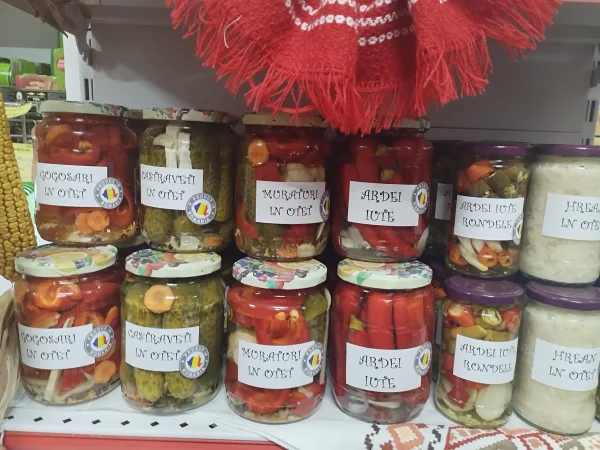 GOGOSARI
IN OTET
CASTRAVETI
IN OTET
MURATURI
IN OTET
ARDEI
IUTE
ARDEI IUTE
RONDELE
HREAN
IN OTET
GOGOSARI
IN OTET
CASTRAVETI
IN OTET
MURATURI
IN OTET
ARDEI
IUTE
ARDEI IUTE
RONDELE
HREAN
IN OTET